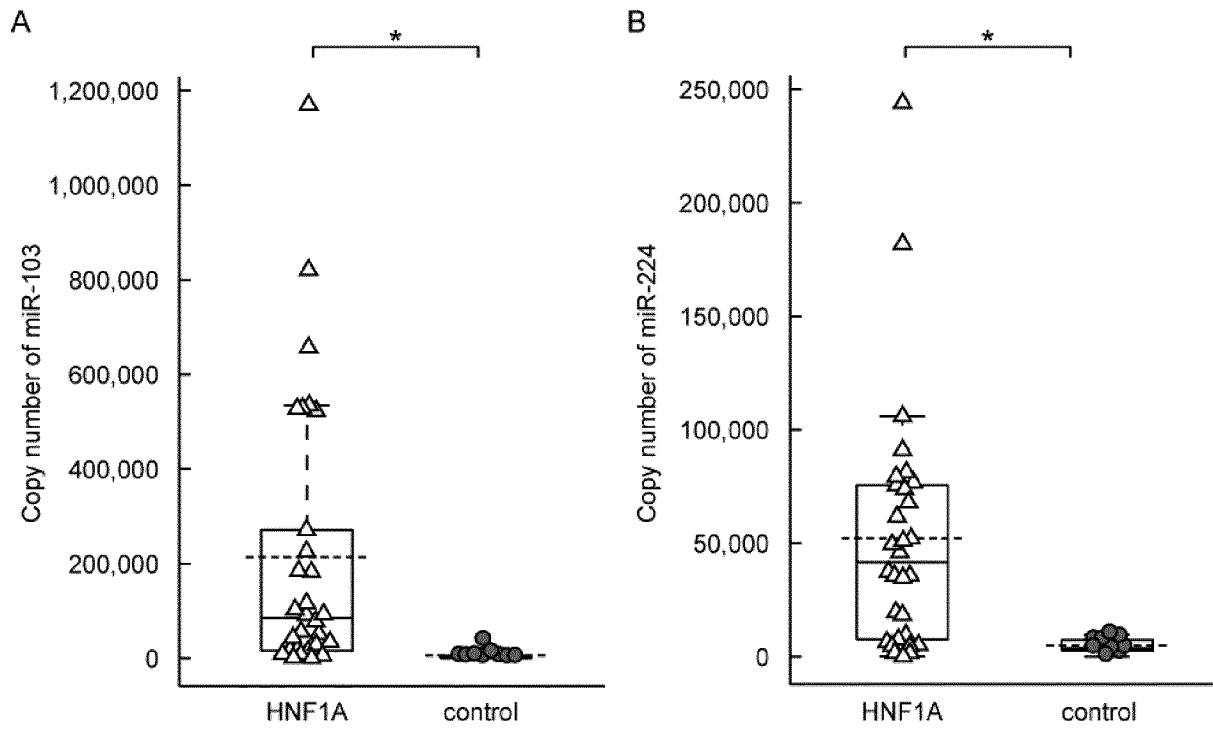 A
*
Copy number of miR-103
1,200,000
1,000,000
800,000
600,000
400,000
200,000
0
HNF1A control
B
*
Copy number of miR-224
250,000
200,000
150,000
100,000
50,000
0
HNF1A control